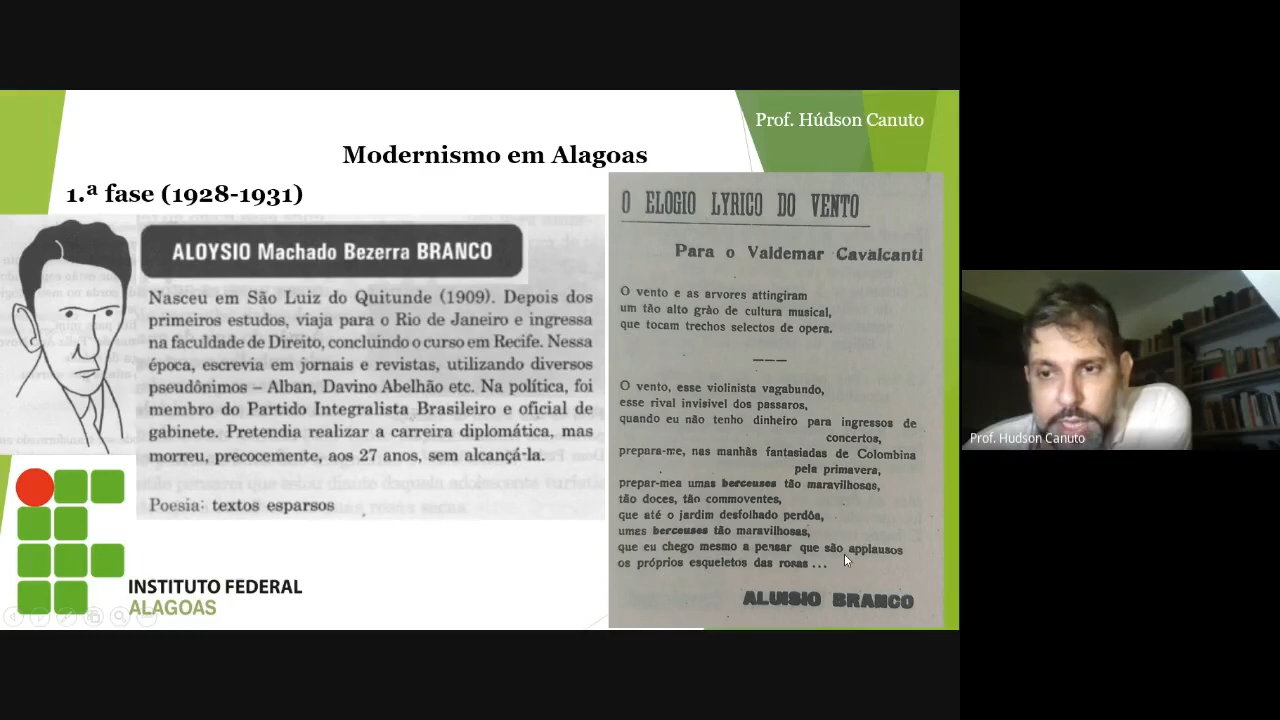 Prof. Húdson Canuto
Modernismo em Alagoas
1.ª fase (1928-1931)
ALOYSIO Machado Bezerra BRANCO
Nasceu em São Luiz do Quitunde (1909). Depois dos
primeiros estudos, viaja para o Rio de Janeiro e ingressa
na faculdade de Direito, concluindo o curso em Recife. Nessa
época, escrevia em jornais e revistas, utilizando diversos
pseudônimos – Alban, Davino Abelhão etc. Na política, foi
membro do Partido Integralista Brasileiro e oficial de
gabinete. Pretendia realizar a carreira diplomática, mas
morreu, precocemente, aos 27 anos, sem alcançá-la.
Poesia: textos esparsos
INSTITUTO FEDERAL
ALAGOAS
O ELOGIO LYRICO DO VENTO
Para o Valdemar Cavalcanti
O vento e as arvores attingiram
um tão alto gráo de cultura musical,
que tocam trechos selectos de opera.
O vento, esse violinista vagabundo,
esse rival invisivel dos passaros,
quando eu não tenho dinheiro para ingressos de
concertos,
prepara-me, nas manhãs fantasiadas de Colombina
pela primavera,
prepar-mea umas berceuses tão maravilhosas,
tão doces, tão commoventes,
que até o jardim desfolhado perdôa,
umas berceuses tão maravilhosas,
que eu chego mesmo a pensar que são applausos
os próprios esqueletos das rosas ...
ALUISIO BRANCO
Prof. Hudson Canuto